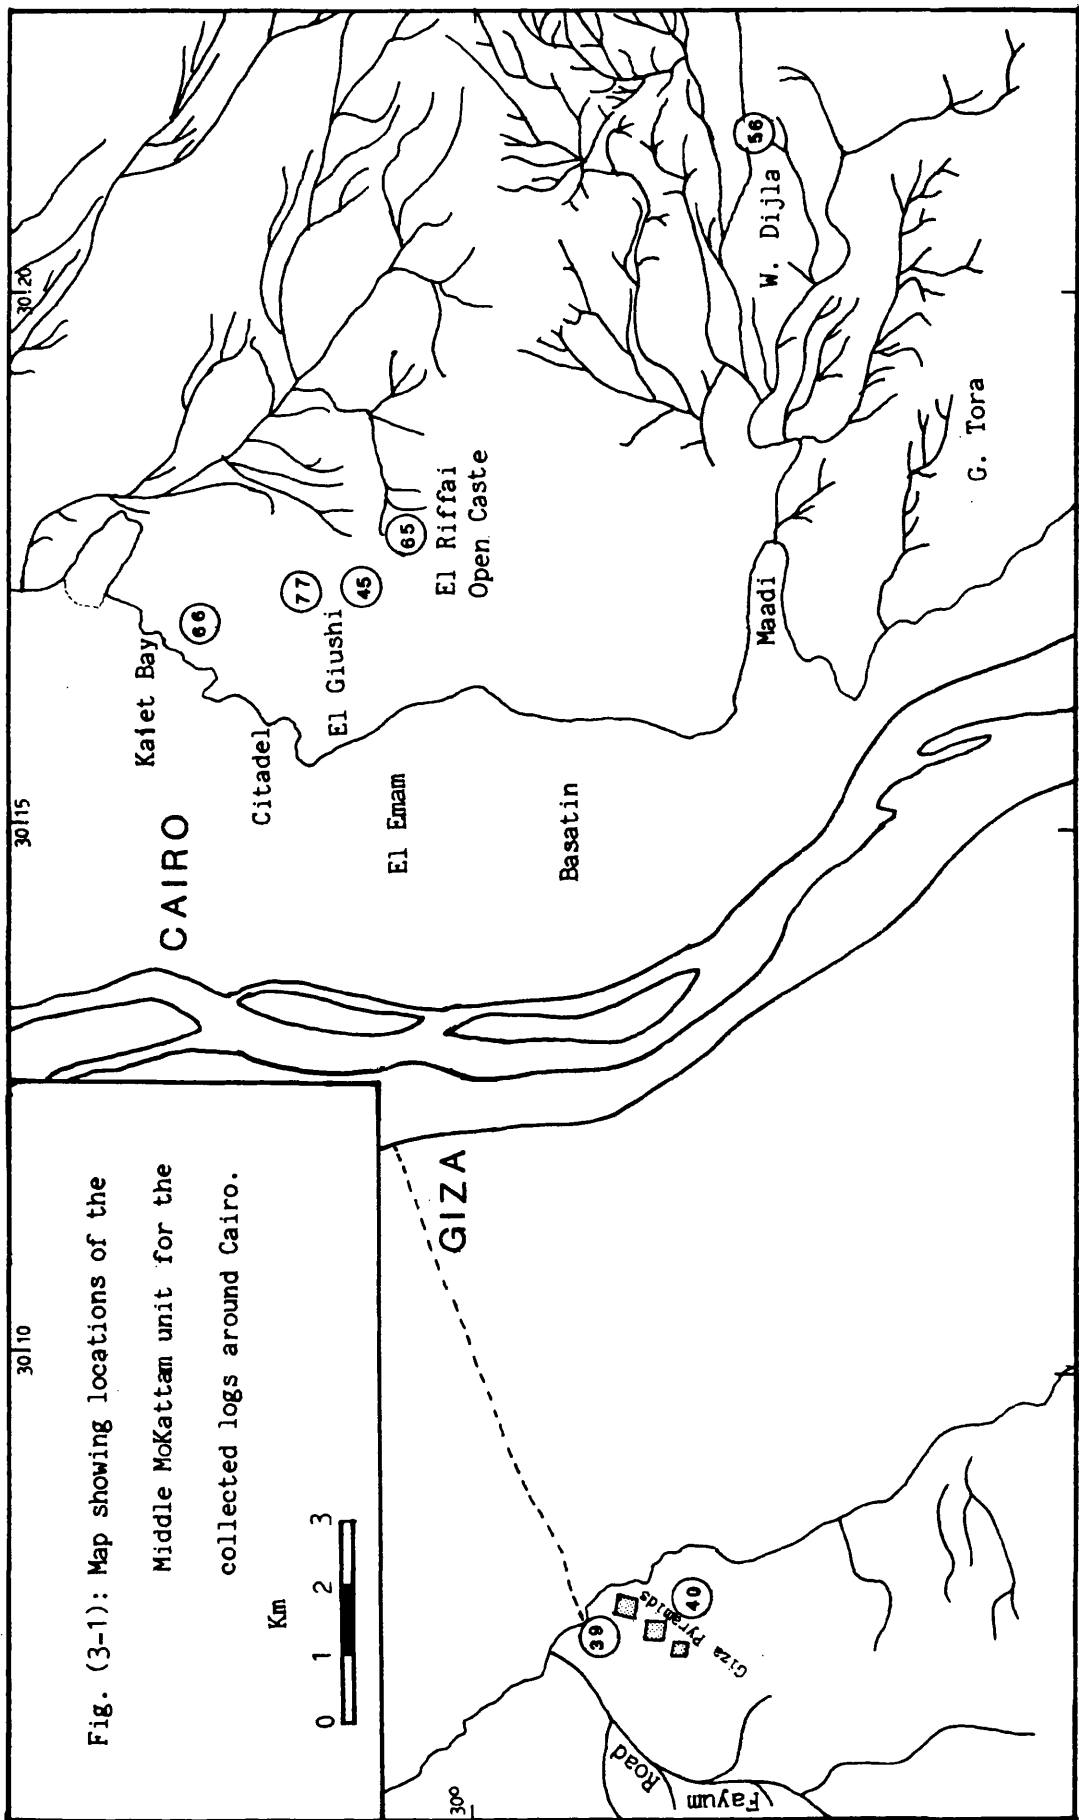 Fig. (3-1): Map showing locations of the
Middle MoKattam unit for the
collected logs around Cairo.
Km
0 1 2 3
30|10
30|15
30|20
30°
CAIRO
Kaiet Bay
66
Citadel
77
El Giushi
45
65
El Riffai
Open Caste
El Emam
Basatin
Maadi
56
W. Dijla
G. Tora
GIZA
39
40
Giza Pyramids
Fayum
Road